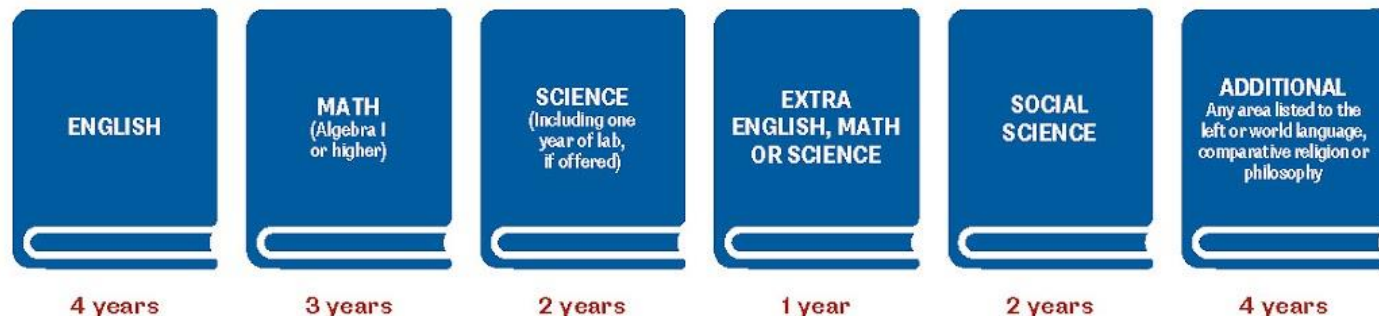 ENGLISH
4 years
MATH
(Algebra I
or higher)
3 years
SCIENCE
(Including one
year of lab,
if offered)
2 years
EXTRA
ENGLISH, MATH
OR SCIENCE
1 year
SOCIAL
SCIENCE
2 years
ADDITIONAL
Any area listed to the
left or world language,
comparative religion or
philosophy
4 years